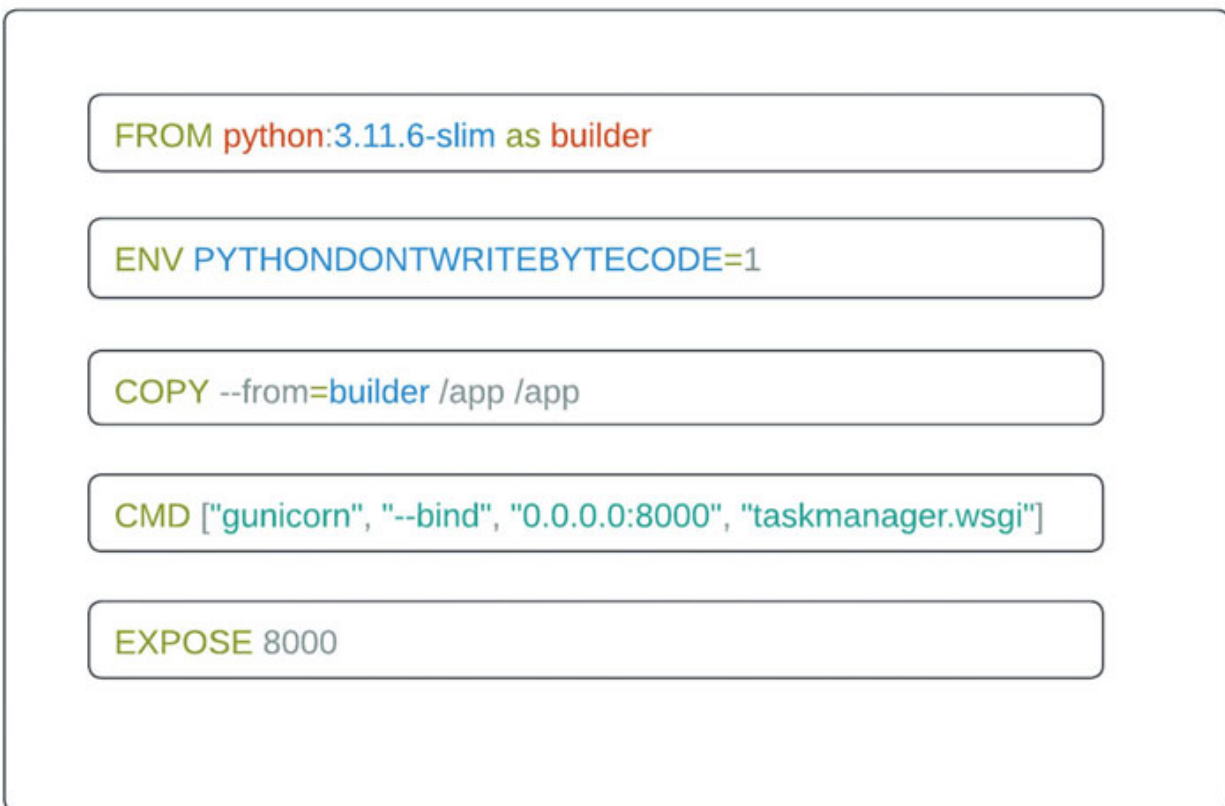 FROM python:3.11.6-slim as builder
ENV PYTHONDONTWRITEBYTECODE=1
COPY --from=builder /app /app
CMD ["gunicorn", "--bind", "0.0.0.0:8000", "taskmanager.wsgi"]
EXPOSE 8000